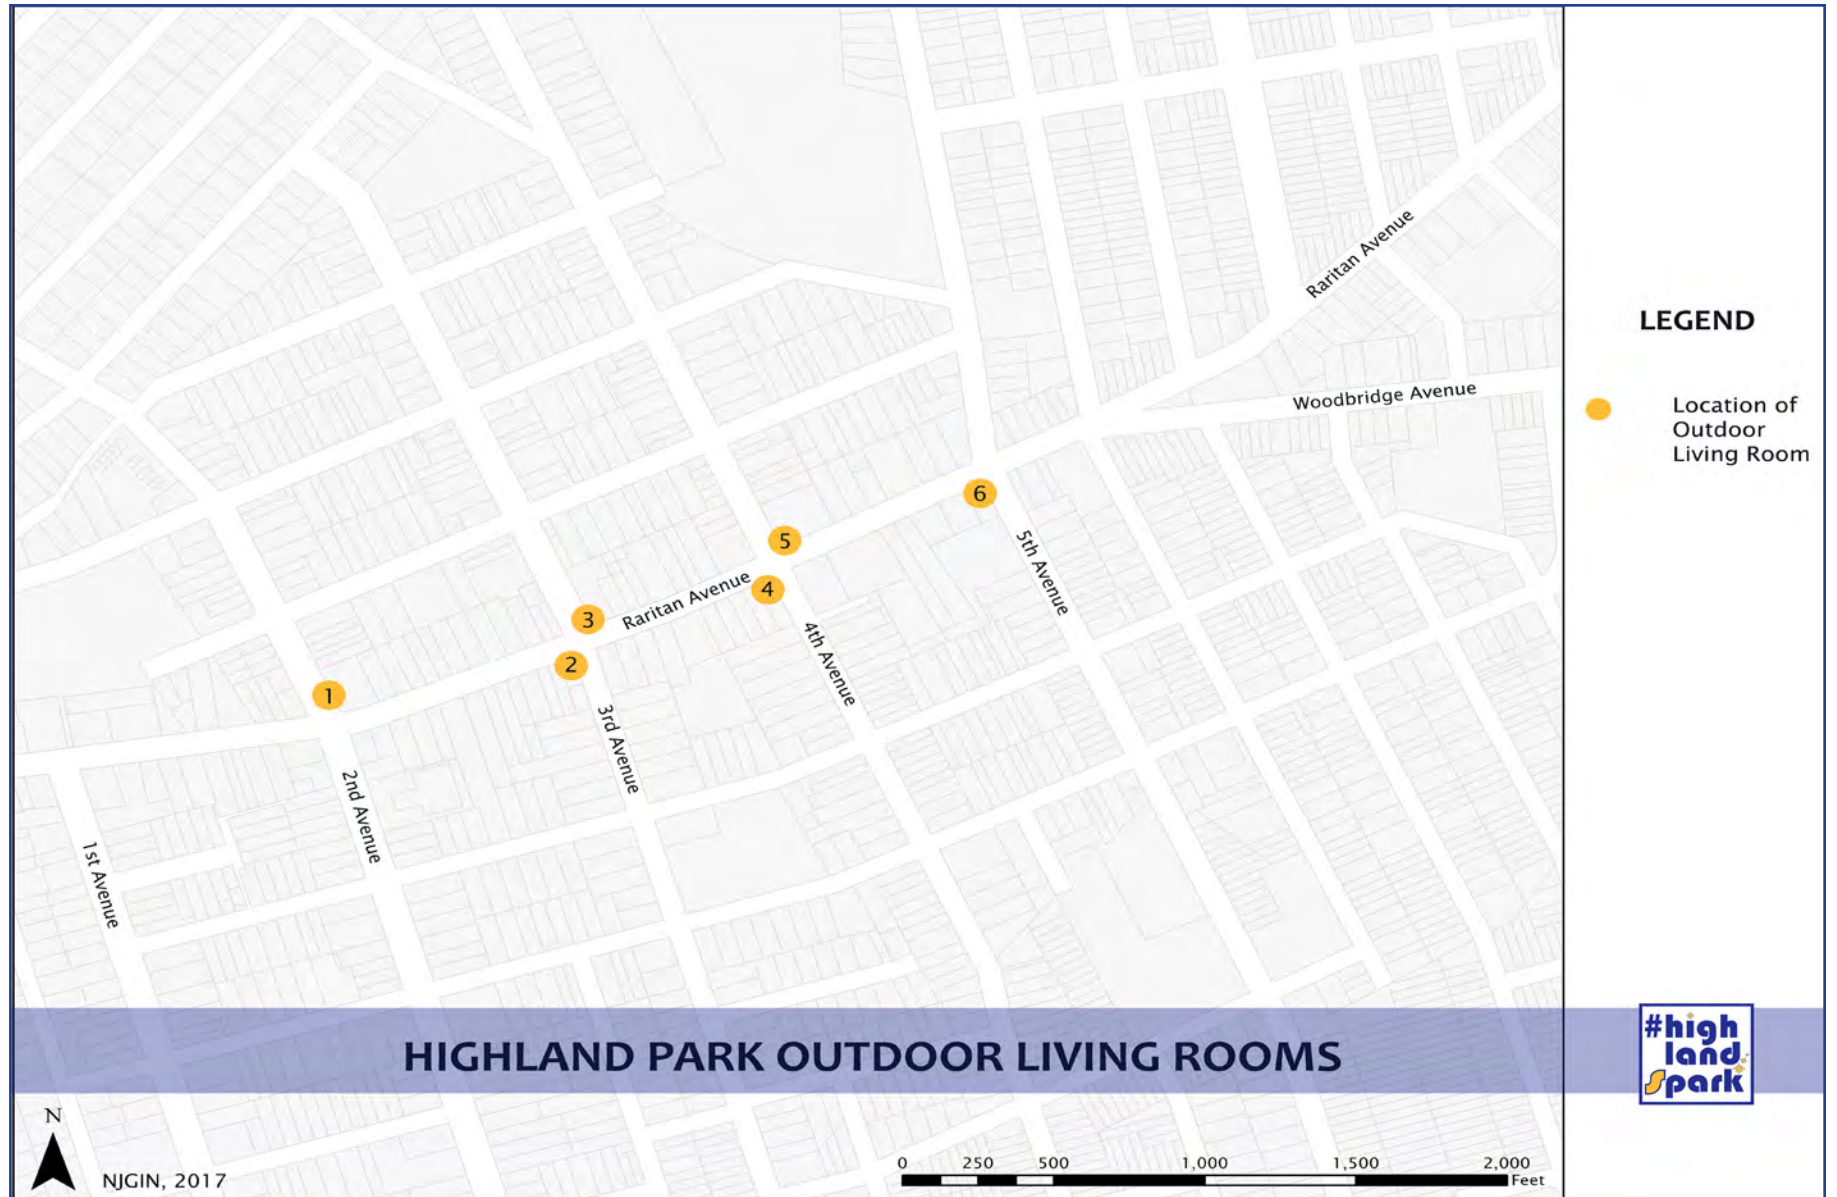 Raritan Avenue
Woodbridge Avenue
LEGEND
Location of
Outdoor
Living Room
6
5
5th Avenue
4
Raritan Avenue
3
4th Avenue
2
1
3rd Avenue
2nd Avenue
1st Avenue
HIGHLAND PARK OUTDOOR LIVING ROOMS
#high
land
spark
N
NJGIN, 2017
0 250 500 1,000 1,500 2,000
Feet